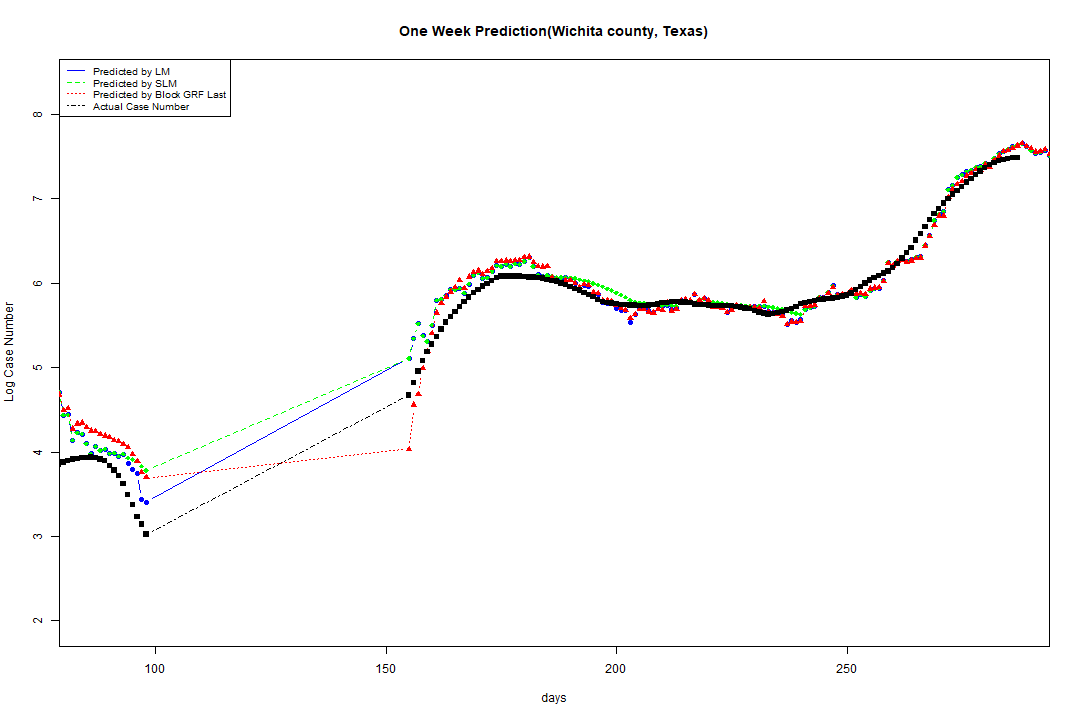 One Week Prediction(Wichita county, Texas)
Predicted by LM
Predicted by SLM
Predicted by Block GRF Last
Actual Case Number
8
7
6
5
4
3
2
Log Case Number
100 150 200 250
days